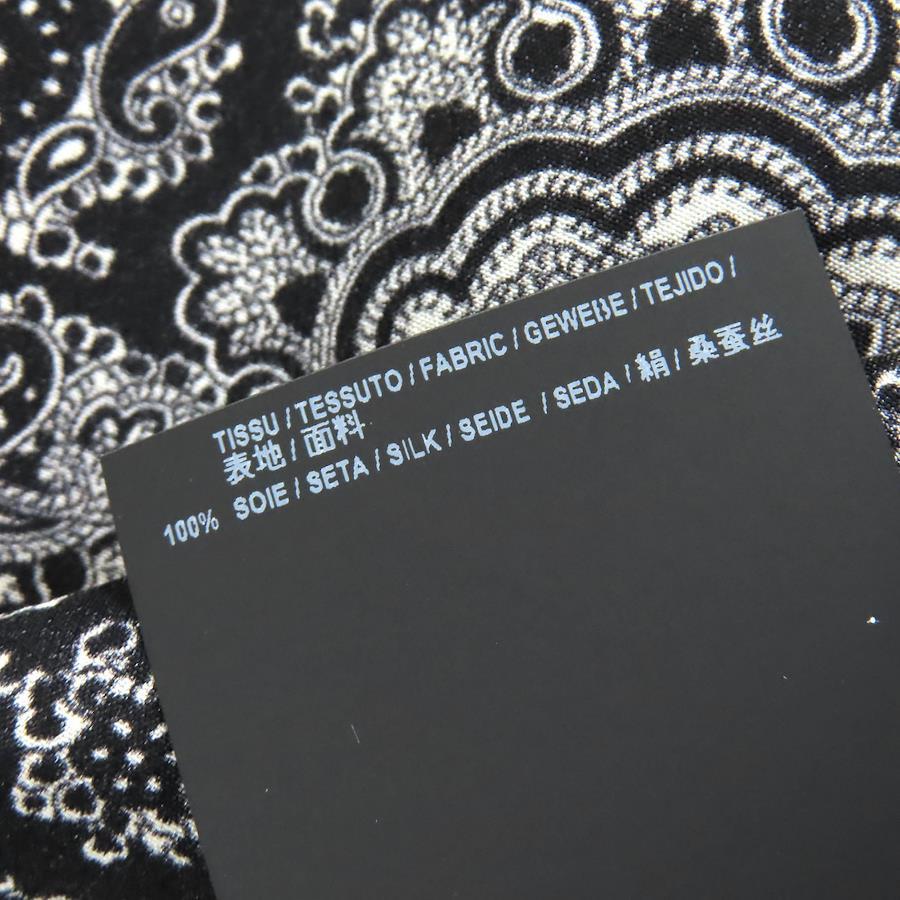 TISSU / TESSUTO / FABRIC / GEWEBE / TEJIDO /
表地 / 面料
100% SOIE / SETA / SILK / SEIDE / SEDA / 絹 / 桑蚕丝